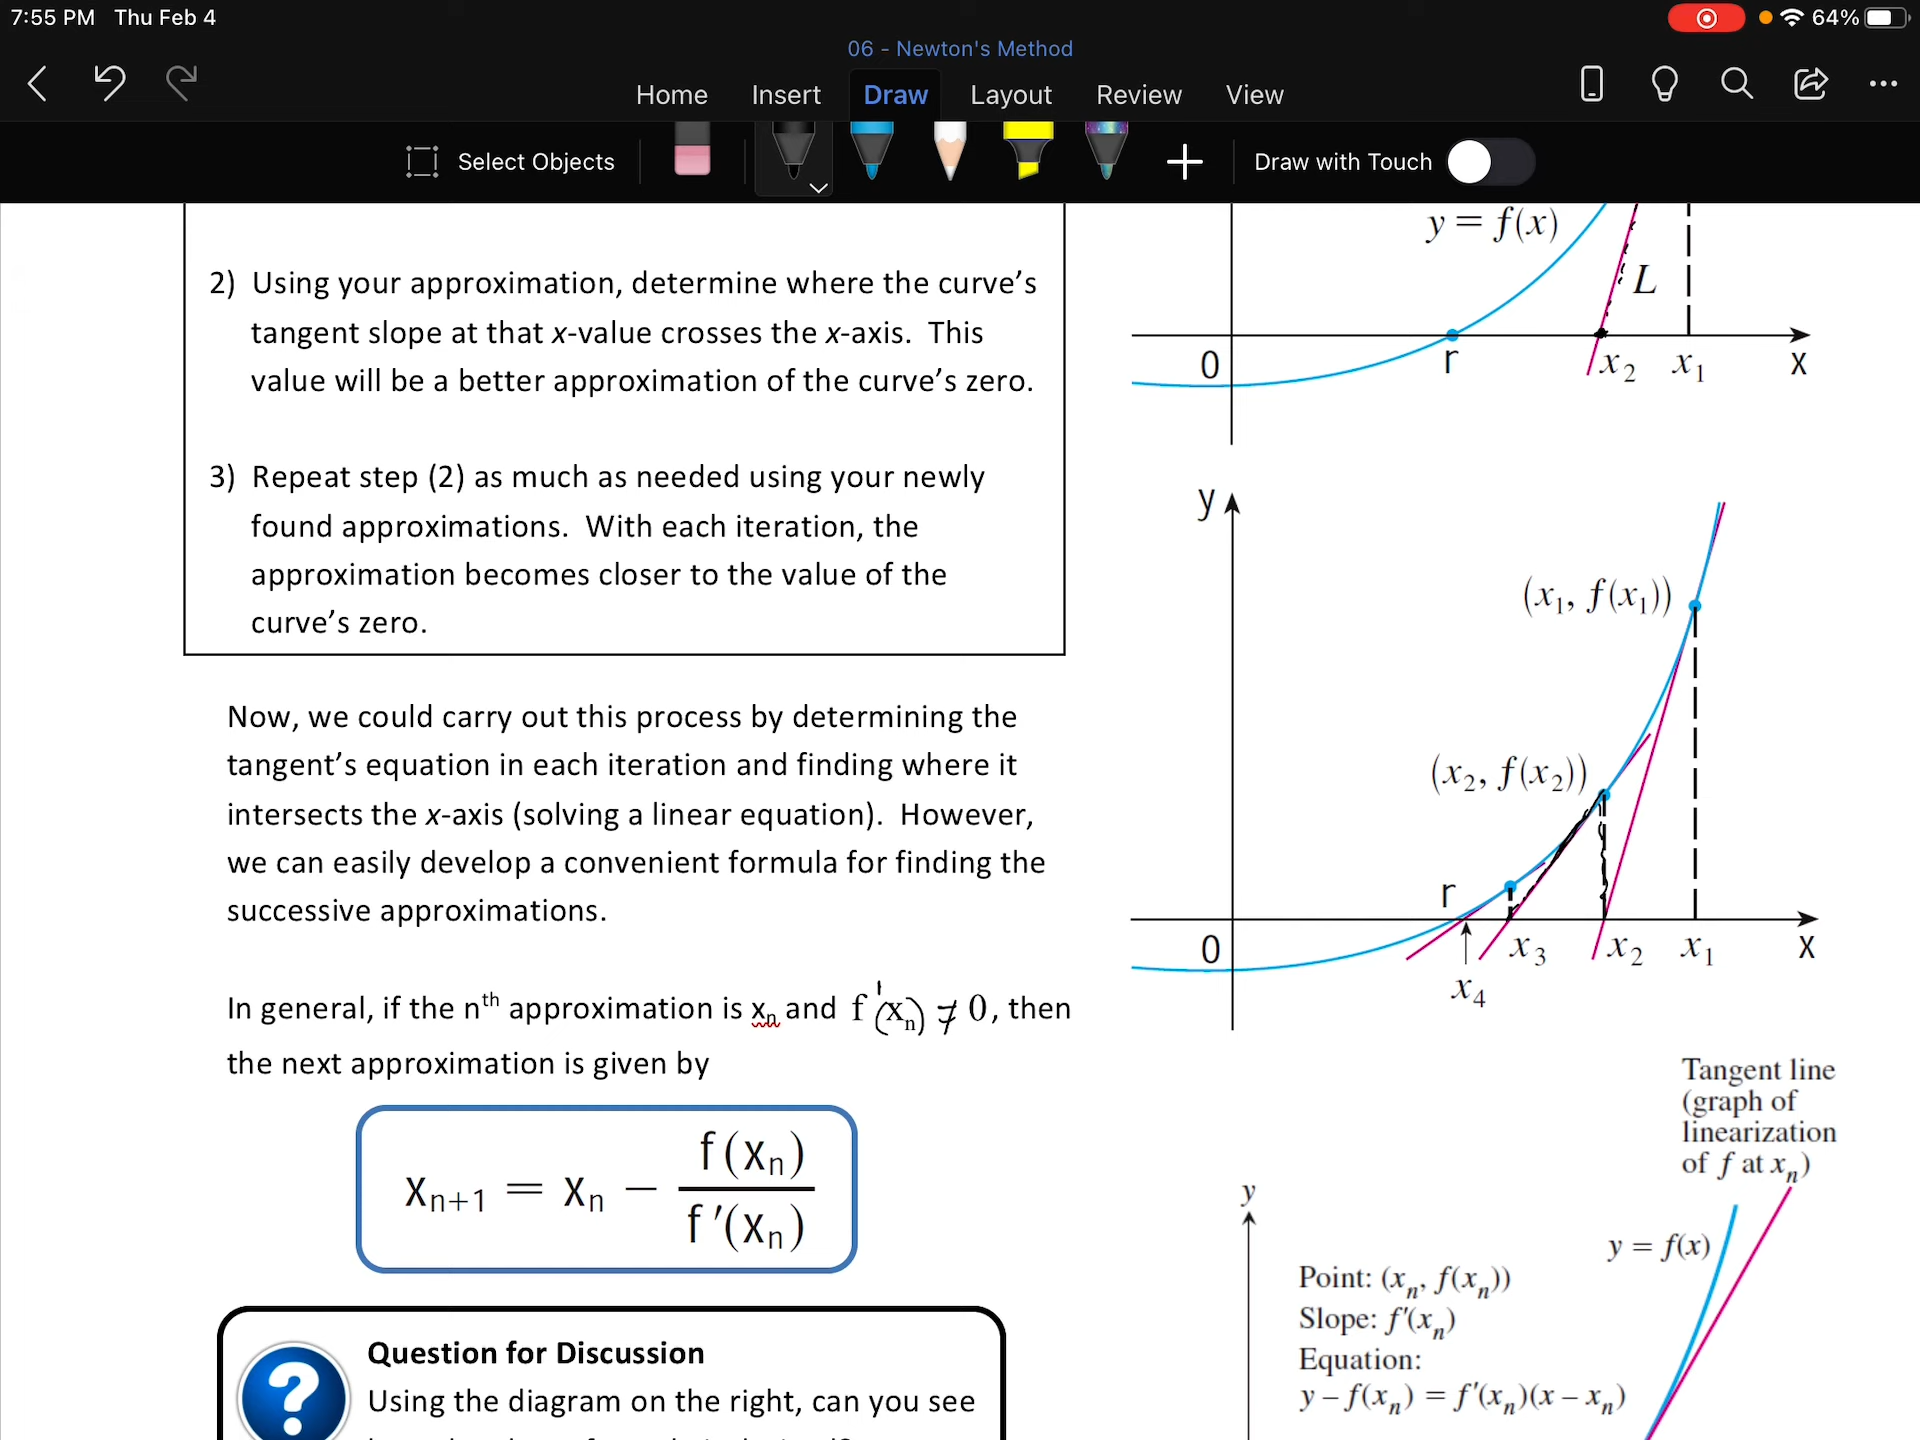 7:55 PM Thu Feb 4
64%
06 - Newton's Method
Home Insert Draw Layout Review View
Select Objects
Draw with Touch
2) Using your approximation, determine where the curve's
tangent slope at that x-value crosses the x-axis. This
value will be a better approximation of the curve's zero.
3) Repeat step (2) as much as needed using your newly
found approximations. With each iteration, the
approximation becomes closer to the value of the
curve's zero.
Now, we could carry out this process by determining the
tangent's equation in each iteration and finding where it
intersects the x-axis (solving a linear equation). However,
we can easily develop a convenient formula for finding the
successive approximations.
In general, if the nᵗʰ approximation is xₙ and f'(xₙ) ≠ 0, then
the next approximation is given by
xₙ₊₁ = xₙ − f(xₙ) / f'(xₙ)
Question for Discussion
Using the diagram on the right, can you see
y = f(x)
L
0 r x₂ x₁ x
y
(x₁, f(x₁))
(x₂, f(x₂))
r
0 x₃ x₂ x₁ x
x₄
Tangent line
(graph of
linearization
of f at xₙ)
y
y = f(x)
Point: (xₙ, f(xₙ))
Slope: f'(xₙ)
Equation:
y – f(xₙ) = f'(xₙ)(x – xₙ)